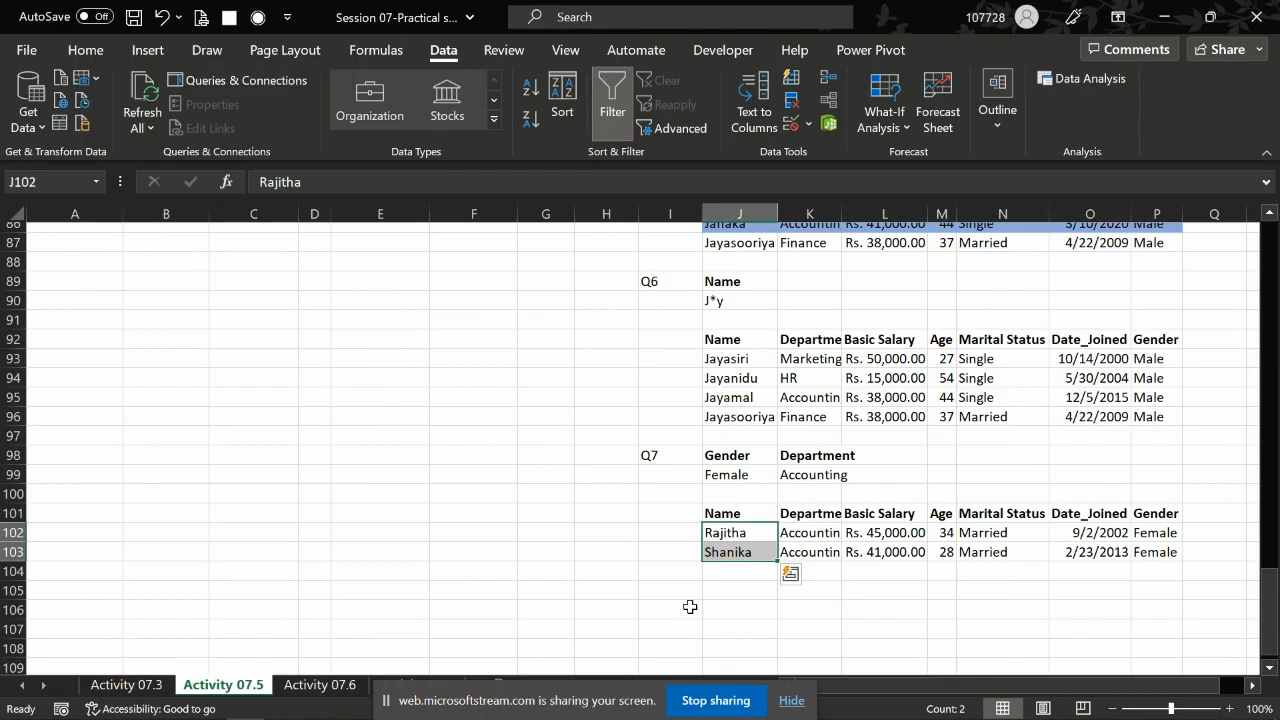 AutoSave Off Session 07-Practical s... Search 107728
File Home Insert Draw Page Layout Formulas Data Review View Automate Developer Help Power Pivot Comments Share
Get Data Refresh All Queries & Connections Properties Edit Links Organization Stocks Sort Filter Clear Reapply Advanced Text to Columns What-If Analysis Forecast Sheet Outline Data Analysis
Get & Transform Data Queries & Connections Data Types Sort & Filter Data Tools Forecast Analysis
J102 fx Rajitha
A B C D E F G H I J K L M N O P Q
86 Janaka Accountin Rs. 41,000.00 44 Single 3/10/2020 Male
87 Jayasooriya Finance Rs. 38,000.00 37 Married 4/22/2009 Male
88
89 Q6 Name
90 J*y
91
92 Name Departme Basic Salary Age Marital Status Date_Joined Gender
93 Jayasiri Marketing Rs. 50,000.00 27 Single 10/14/2000 Male
94 Jayanidu HR Rs. 15,000.00 54 Single 5/30/2004 Male
95 Jayamal Accountin Rs. 38,000.00 44 Single 12/5/2015 Male
96 Jayasooriya Finance Rs. 38,000.00 37 Married 4/22/2009 Male
97
98 Q7 Gender Department
99 Female Accounting
100
101 Name Departme Basic Salary Age Marital Status Date_Joined Gender
102 Rajitha Accountin Rs. 45,000.00 34 Married 9/2/2002 Female
103 Shanika Accountin Rs. 41,000.00 28 Married 2/23/2013 Female
104
105
106
107
108
109
Activity 07.3 Activity 07.5 Activity 07.6
web.microsoftstream.com is sharing your screen. Stop sharing Hide
Ready Accessibility: Good to go Count: 2 100%